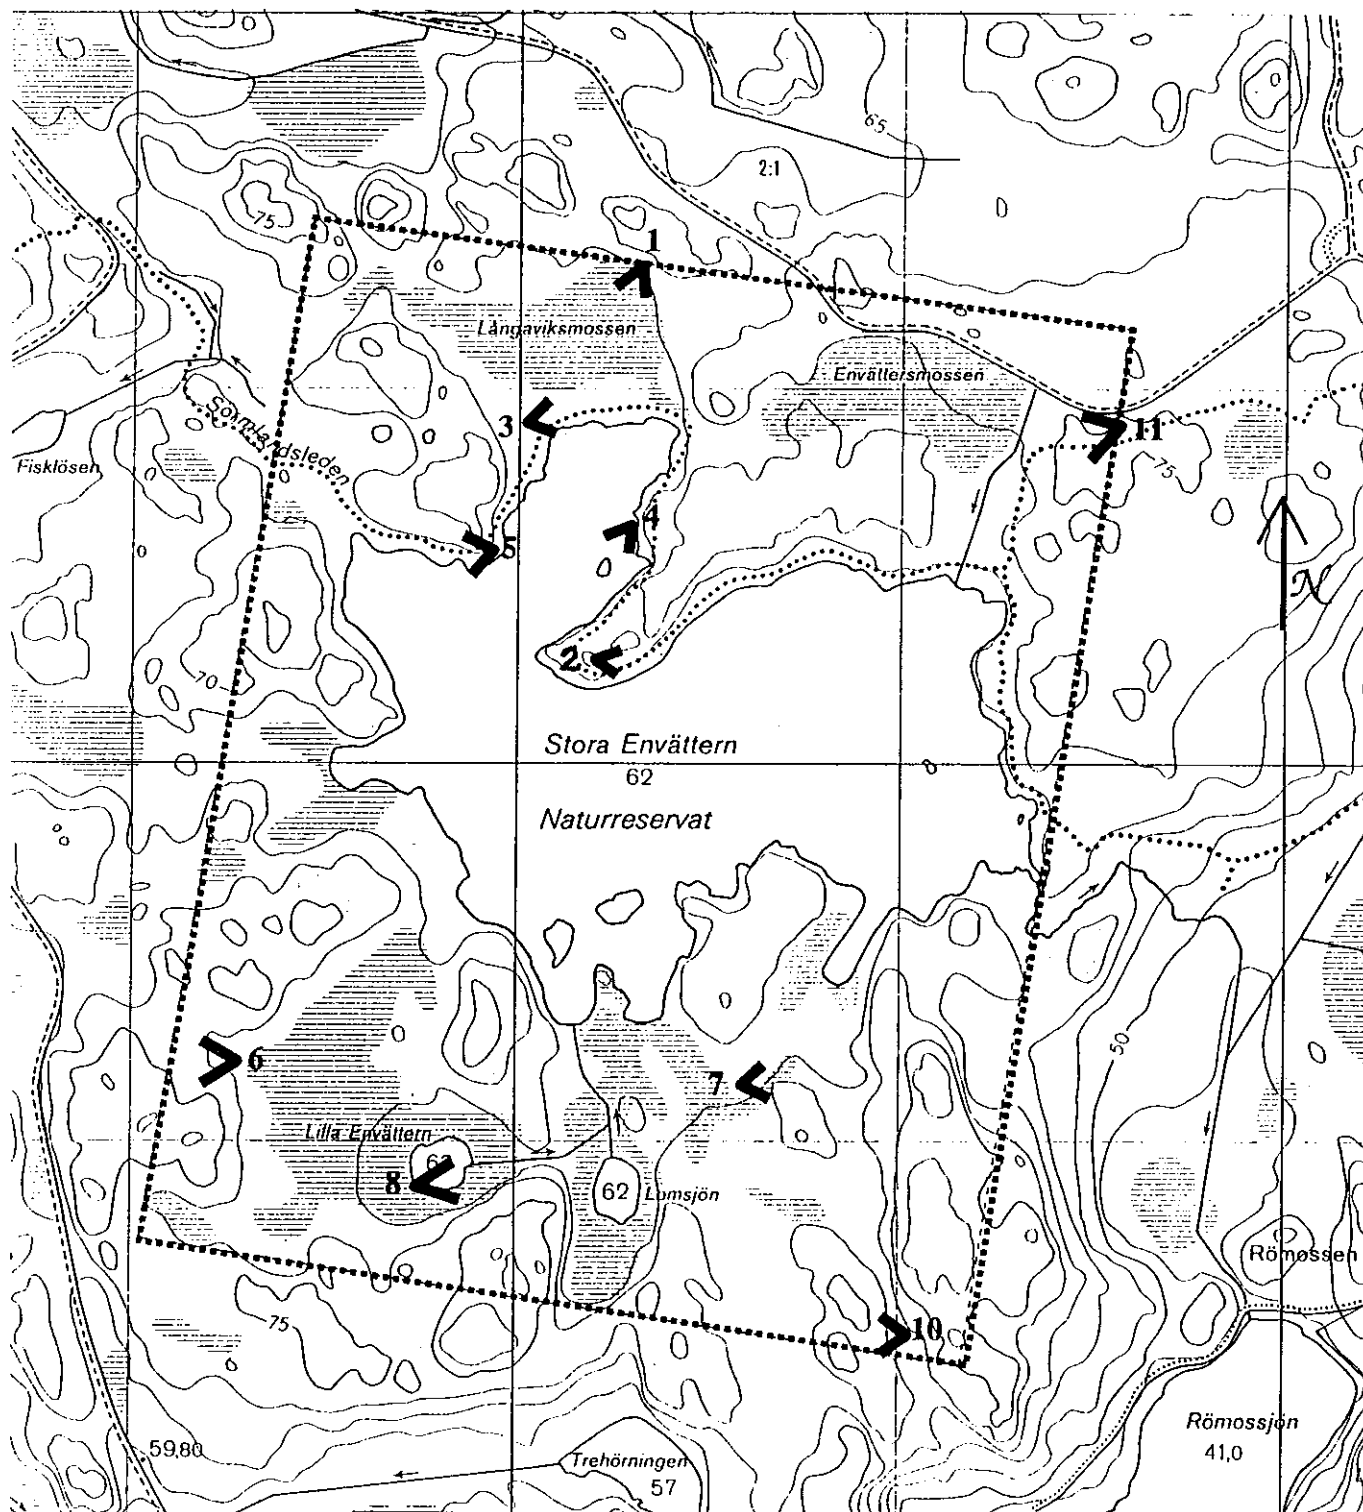 65
2:1
75
1
Långaviksmossen
Envättersmossen
3
11
Sörmlandsleden
75
Fisklösen
4
5
N
2
70
Stora Envättern
62
Naturreservat
50
6
7
Lilla Envättern
62
8
62
Lomsjön
Römossen
75
10
Römossjön
41,0
59,80
Trehörningen
57